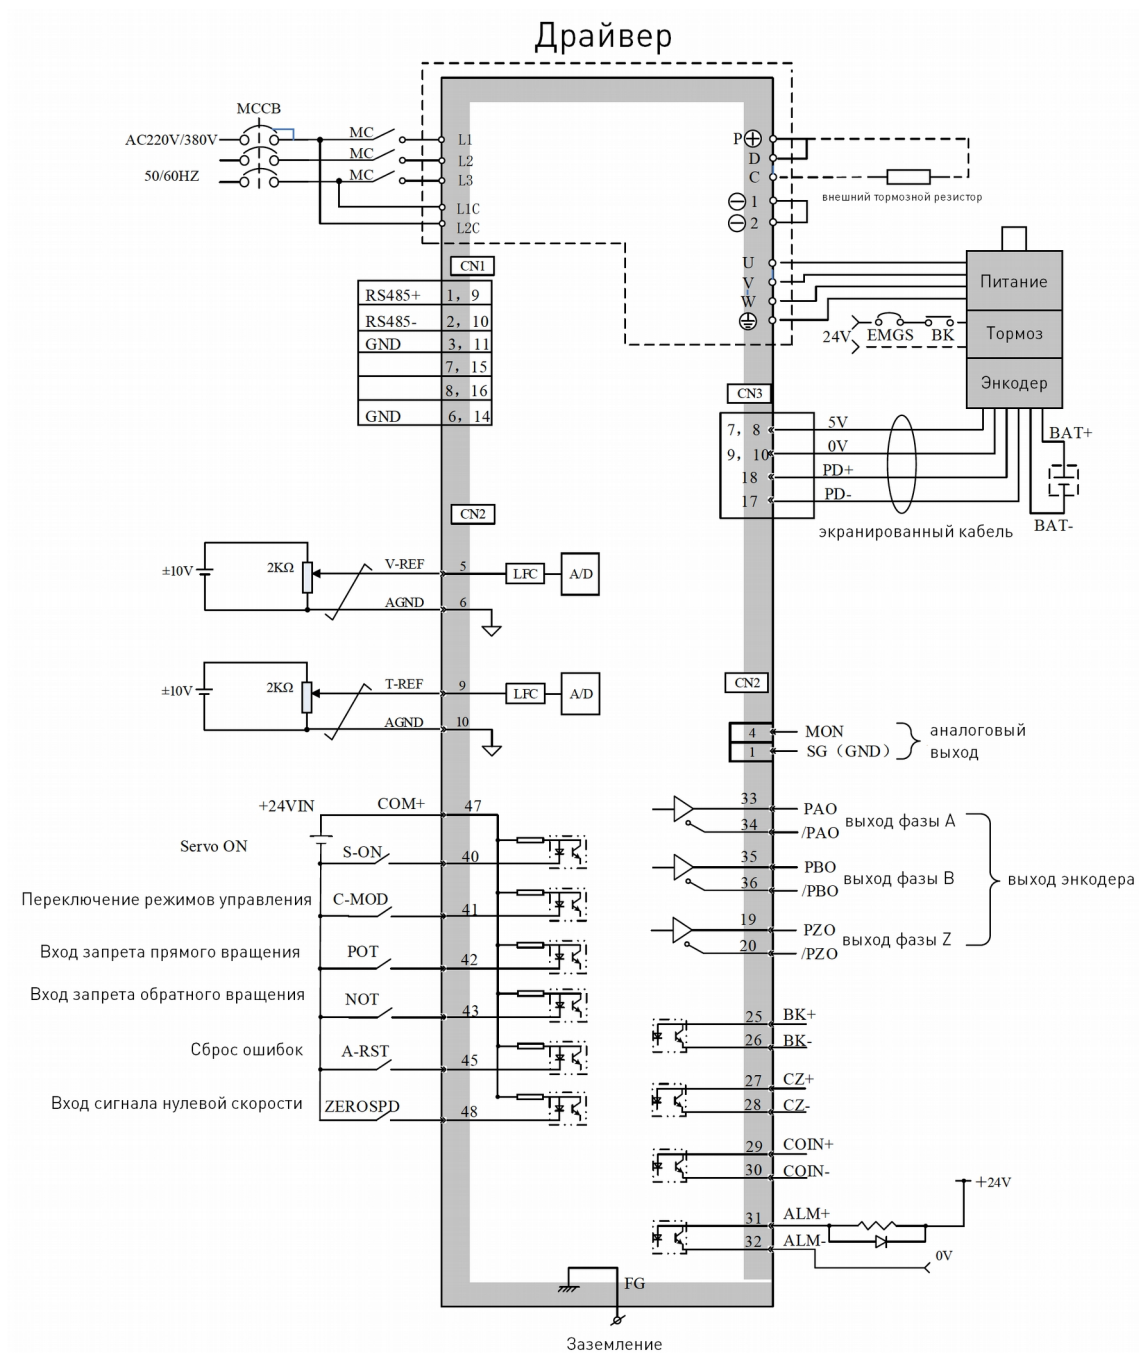 Драйвер
MCCB
AC220V/380V
50/60HZ
MC
MC
MC
L1
L2
L3
L1C
L2C
P
D
C
1
2
внешний тормозной резистор
U
V
W
Питание
Тормоз
Энкодер
24V
EMGS
BK
CN1
RS485+ 1, 9
RS485- 2, 10
GND 3, 11
7, 15
8, 16
GND 6, 14
CN3
7, 8 5V
9, 10 0V
18 PD+
17 PD-
BAT+
BAT-
экранированный кабель
CN2
±10V
2KΩ
V-REF 5
LFC
A/D
AGND 6
±10V
2KΩ
T-REF 9
LFC
A/D
AGND 10
CN2
4 MON
1 SG (GND)
аналоговый
выход
+24VIN
COM+ 47
Servo ON
S-ON 40
Переключение режимов управления
C-MOD 41
Вход запрета прямого вращения
POT 42
Вход запрета обратного вращения
NOT 43
Сброс ошибок
A-RST 45
Вход сигнала нулевой скорости
ZEROSPD 48
33 PAO
34 /PAO
выход фазы A
35 PBO
36 /PBO
выход фазы B
19 PZO
20 /PZO
выход фазы Z
выход энкодера
25 BK+
26 BK-
27 CZ+
28 CZ-
29 COIN+
30 COIN-
31 ALM+
32 ALM-
+24V
0V
FG
Заземление